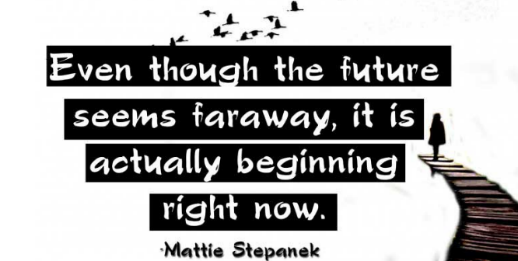 Even though the future
seems faraway, it is
actually beginning
right now.
Mattie Stepanek